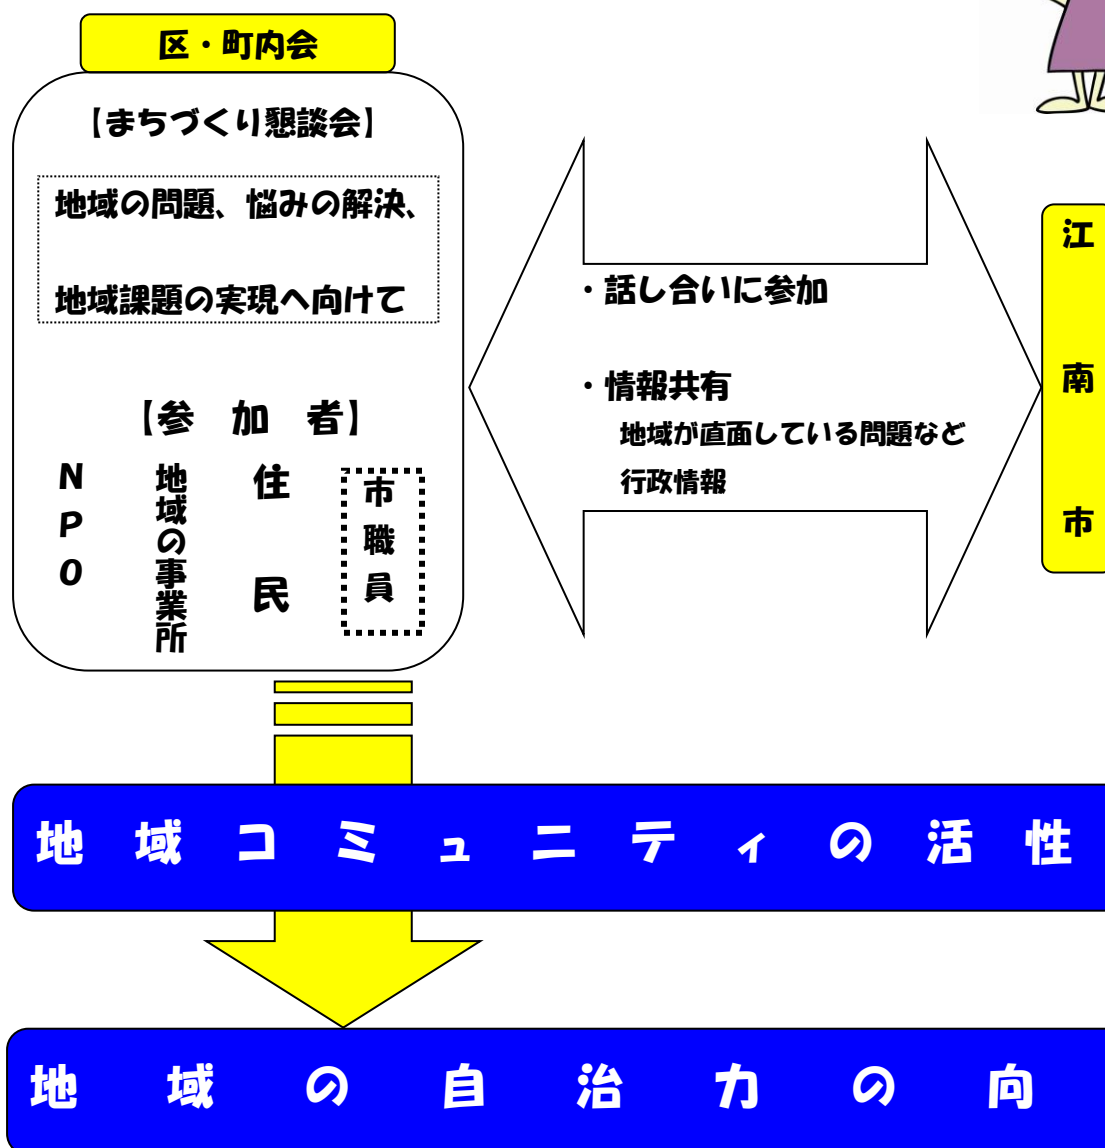 区・町内会
【まちづくり懇談会】
地域の問題、悩みの解決、
地域課題の実現へ向けて
【参 加 者】
NPO
地域の事業所
住民
市職員
・話し合いに参加
・情報共有
地域が直面している問題など
行政情報
江南市
地域コミュニティの活性
地域の自治力の向